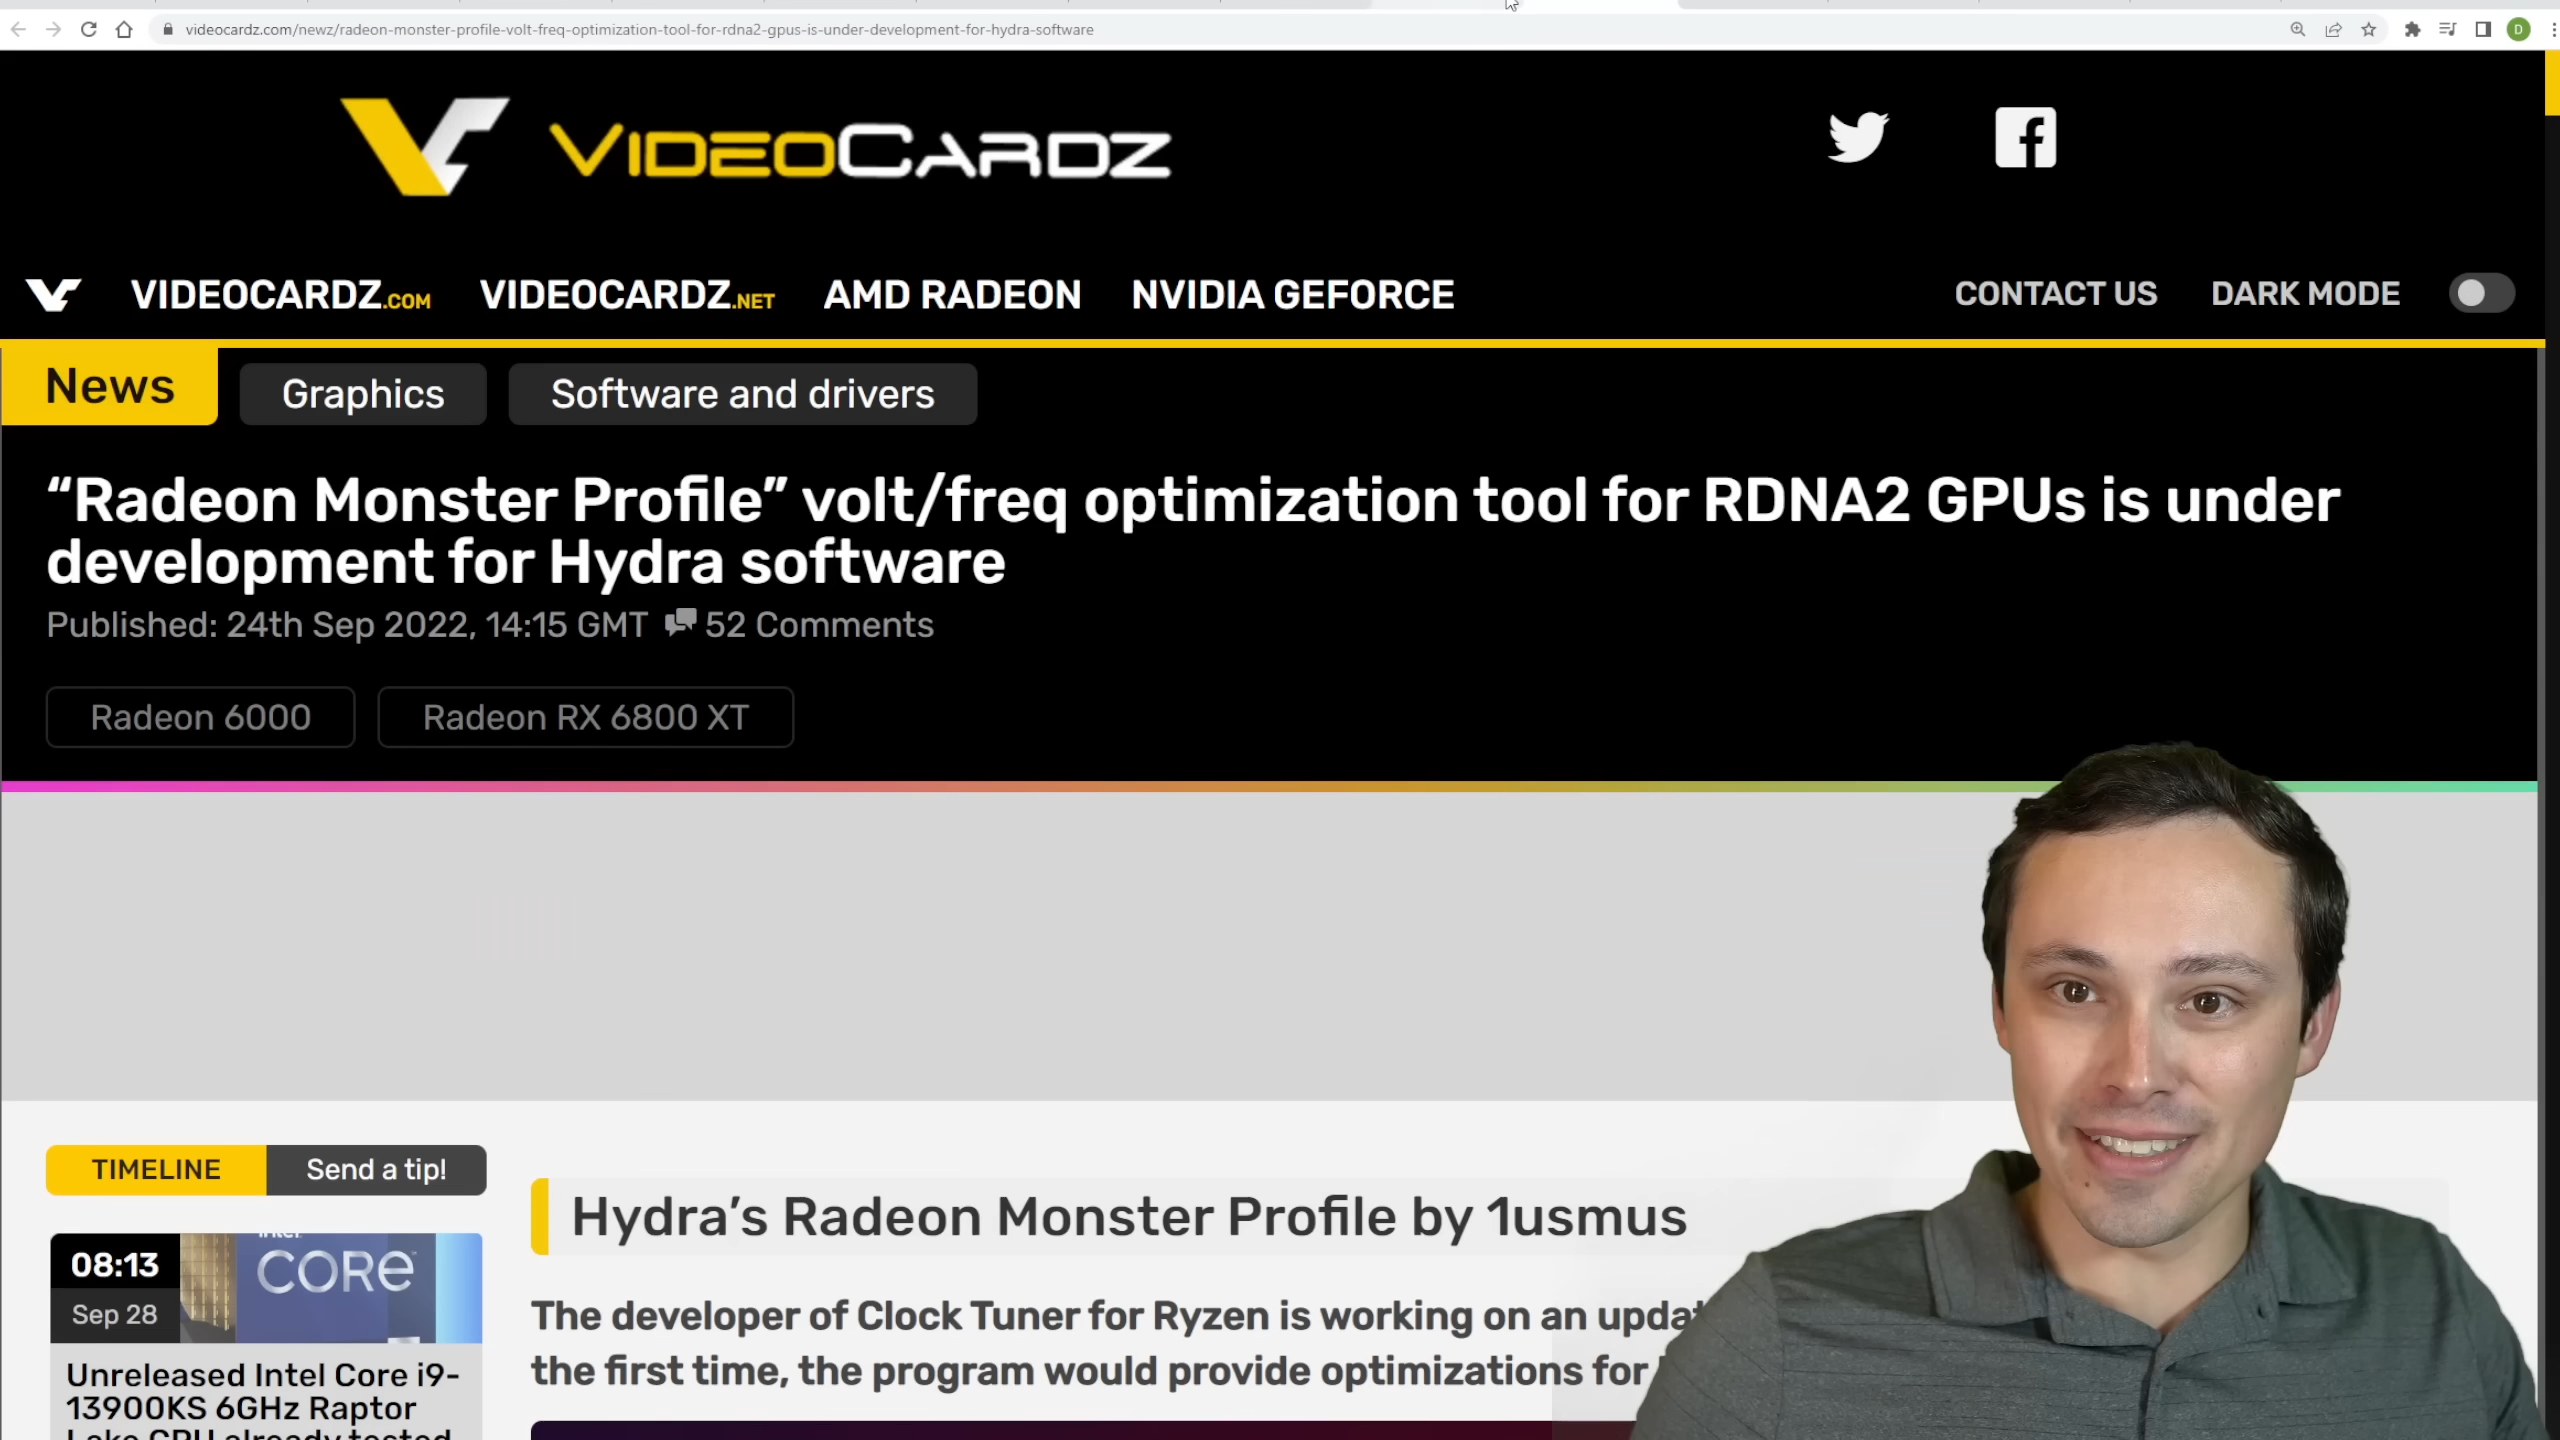 videocardz.com/newz/radeon-monster-profile-volt-freq-optimization-tool-for-rdna2-gpus-is-under-development-for-hydra-software
D
VIDEOCARDZ
VIDEOCARDZ.COM VIDEOCARDZ.NET AMD RADEON NVIDIA GEFORCE CONTACT US DARK MODE
News Graphics Software and drivers
“Radeon Monster Profile” volt/freq optimization tool for RDNA2 GPUs is under
development for Hydra software
Published: 24th Sep 2022, 14:15 GMT 52 Comments
Radeon 6000 Radeon RX 6800 XT
TIMELINE Send a tip!
08:13
Sep 28
intel
CORE
Unreleased Intel Core i9-
13900KS 6GHz Raptor
Lake CPU already tested
Hydra’s Radeon Monster Profile by 1usmus
The developer of Clock Tuner for Ryzen is working on an
the first time, the program would provide optimizations for